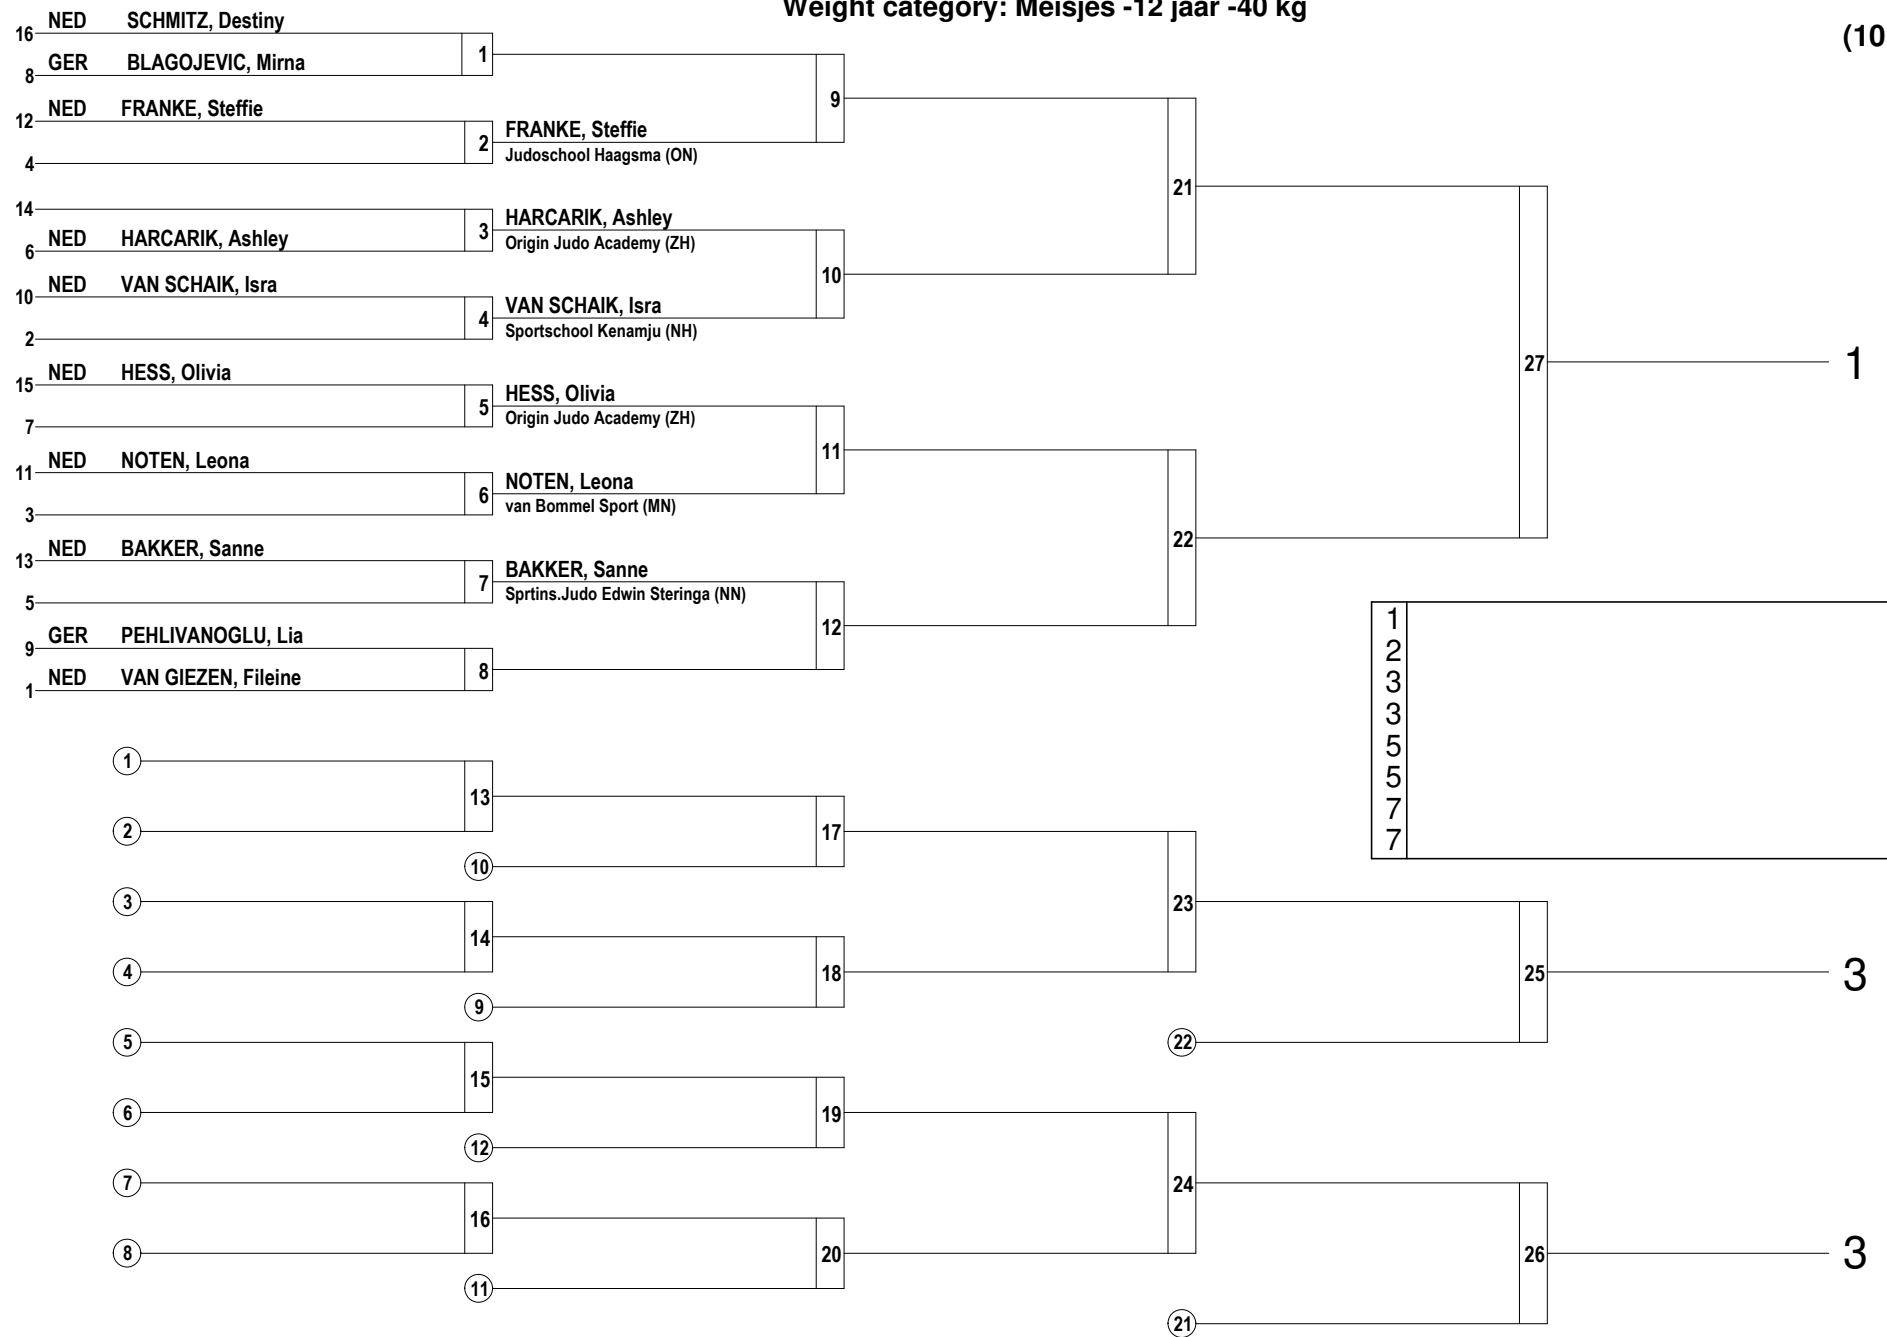 Weight category: Meisjes -12 jaar -40 kg
(10
16 NED SCHMITZ, Destiny
1
8 GER BLAGOJEVIC, Mirna
9
12 NED FRANKE, Steffie
2 FRANKE, Steffie
Judoschool Haagsma (ON)
4
21
14
3 HARCARIK, Ashley
Origin Judo Academy (ZH)
6 NED HARCARIK, Ashley
10
10 NED VAN SCHAIK, Isra
4 VAN SCHAIK, Isra
Sportschool Kenamju (NH)
2
27
1
15 NED HESS, Olivia
5 HESS, Olivia
Origin Judo Academy (ZH)
7
11
11 NED NOTEN, Leona
6 NOTEN, Leona
van Bommel Sport (MN)
3
22
13 NED BAKKER, Sanne
7 BAKKER, Sanne
Sprtins.Judo Edwin Steringa (NN)
5
12
9 GER PEHLIVANOGLU, Lia
8
1 NED VAN GIEZEN, Fileine
1
2
3
3
5
5
7
7
1
13
2
17
10
3
23
14
4
18
25
3
9
5
22
15
6
19
12
7
24
16
8
20
26
3
11
21